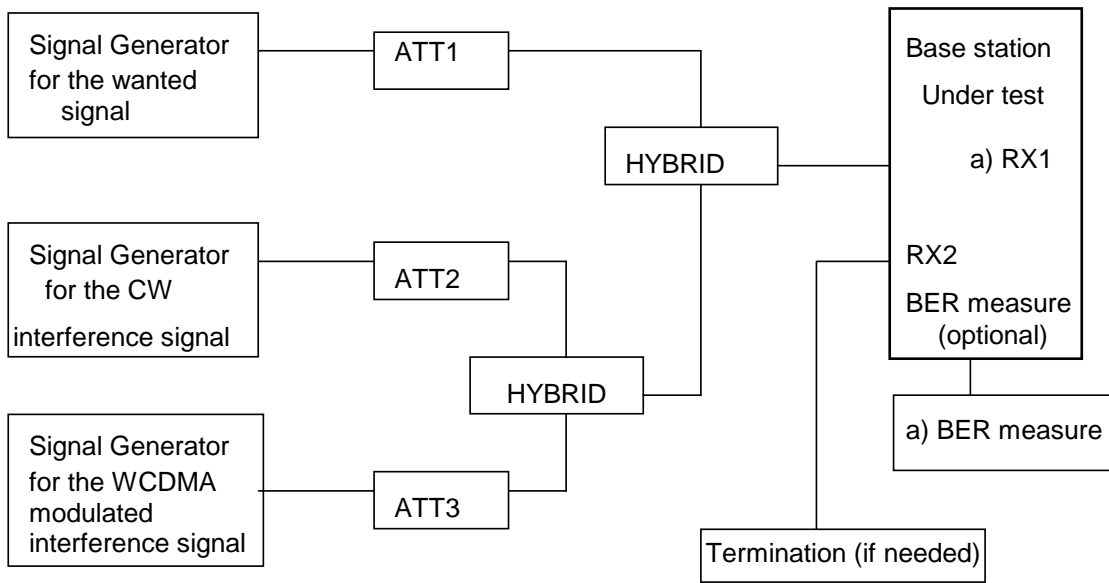 Signal Generator
for the wanted
signal
ATT1
HYBRID
Base station
Under test
a) RX1
RX2
BER measure
(optional)
Signal Generator
for the CW
interference signal
ATT2
HYBRID
a) BER measure
Signal Generator
for the WCDMA
modulated
interference signal
ATT3
Termination (if needed)